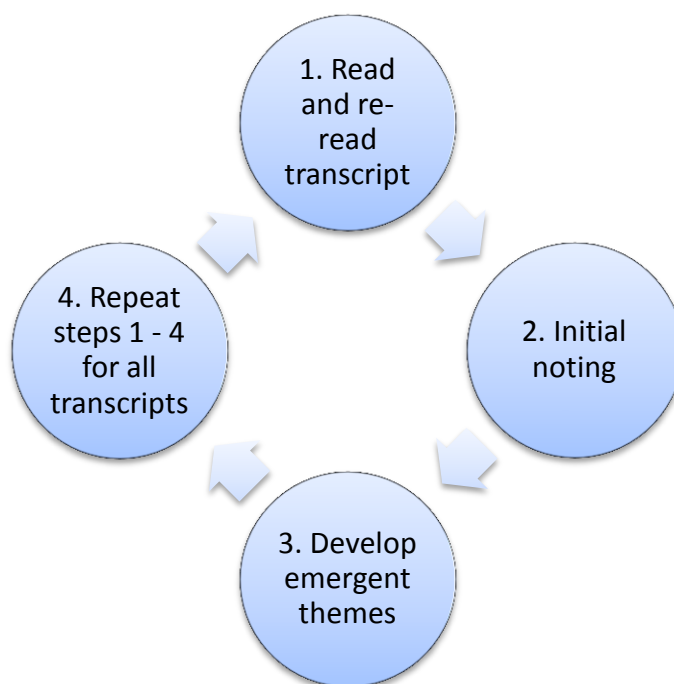 1. Read
and re-
read
transcript
2. Initial
noting
3. Develop
emergent
themes
4. Repeat
steps 1 - 4
for all
transcripts